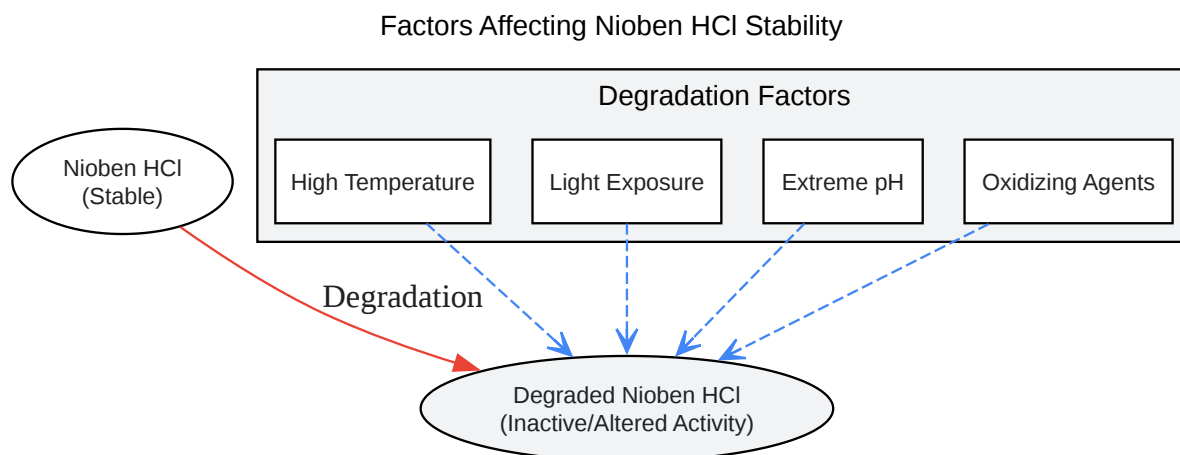 Factors Affecting Nioben HCl Stability
Degradation Factors
Nioben HCl
(Stable)
High Temperature
Light Exposure
Extreme pH
Oxidizing Agents
Degradation
Degraded Nioben HCl
(Inactive/Altered Activity)